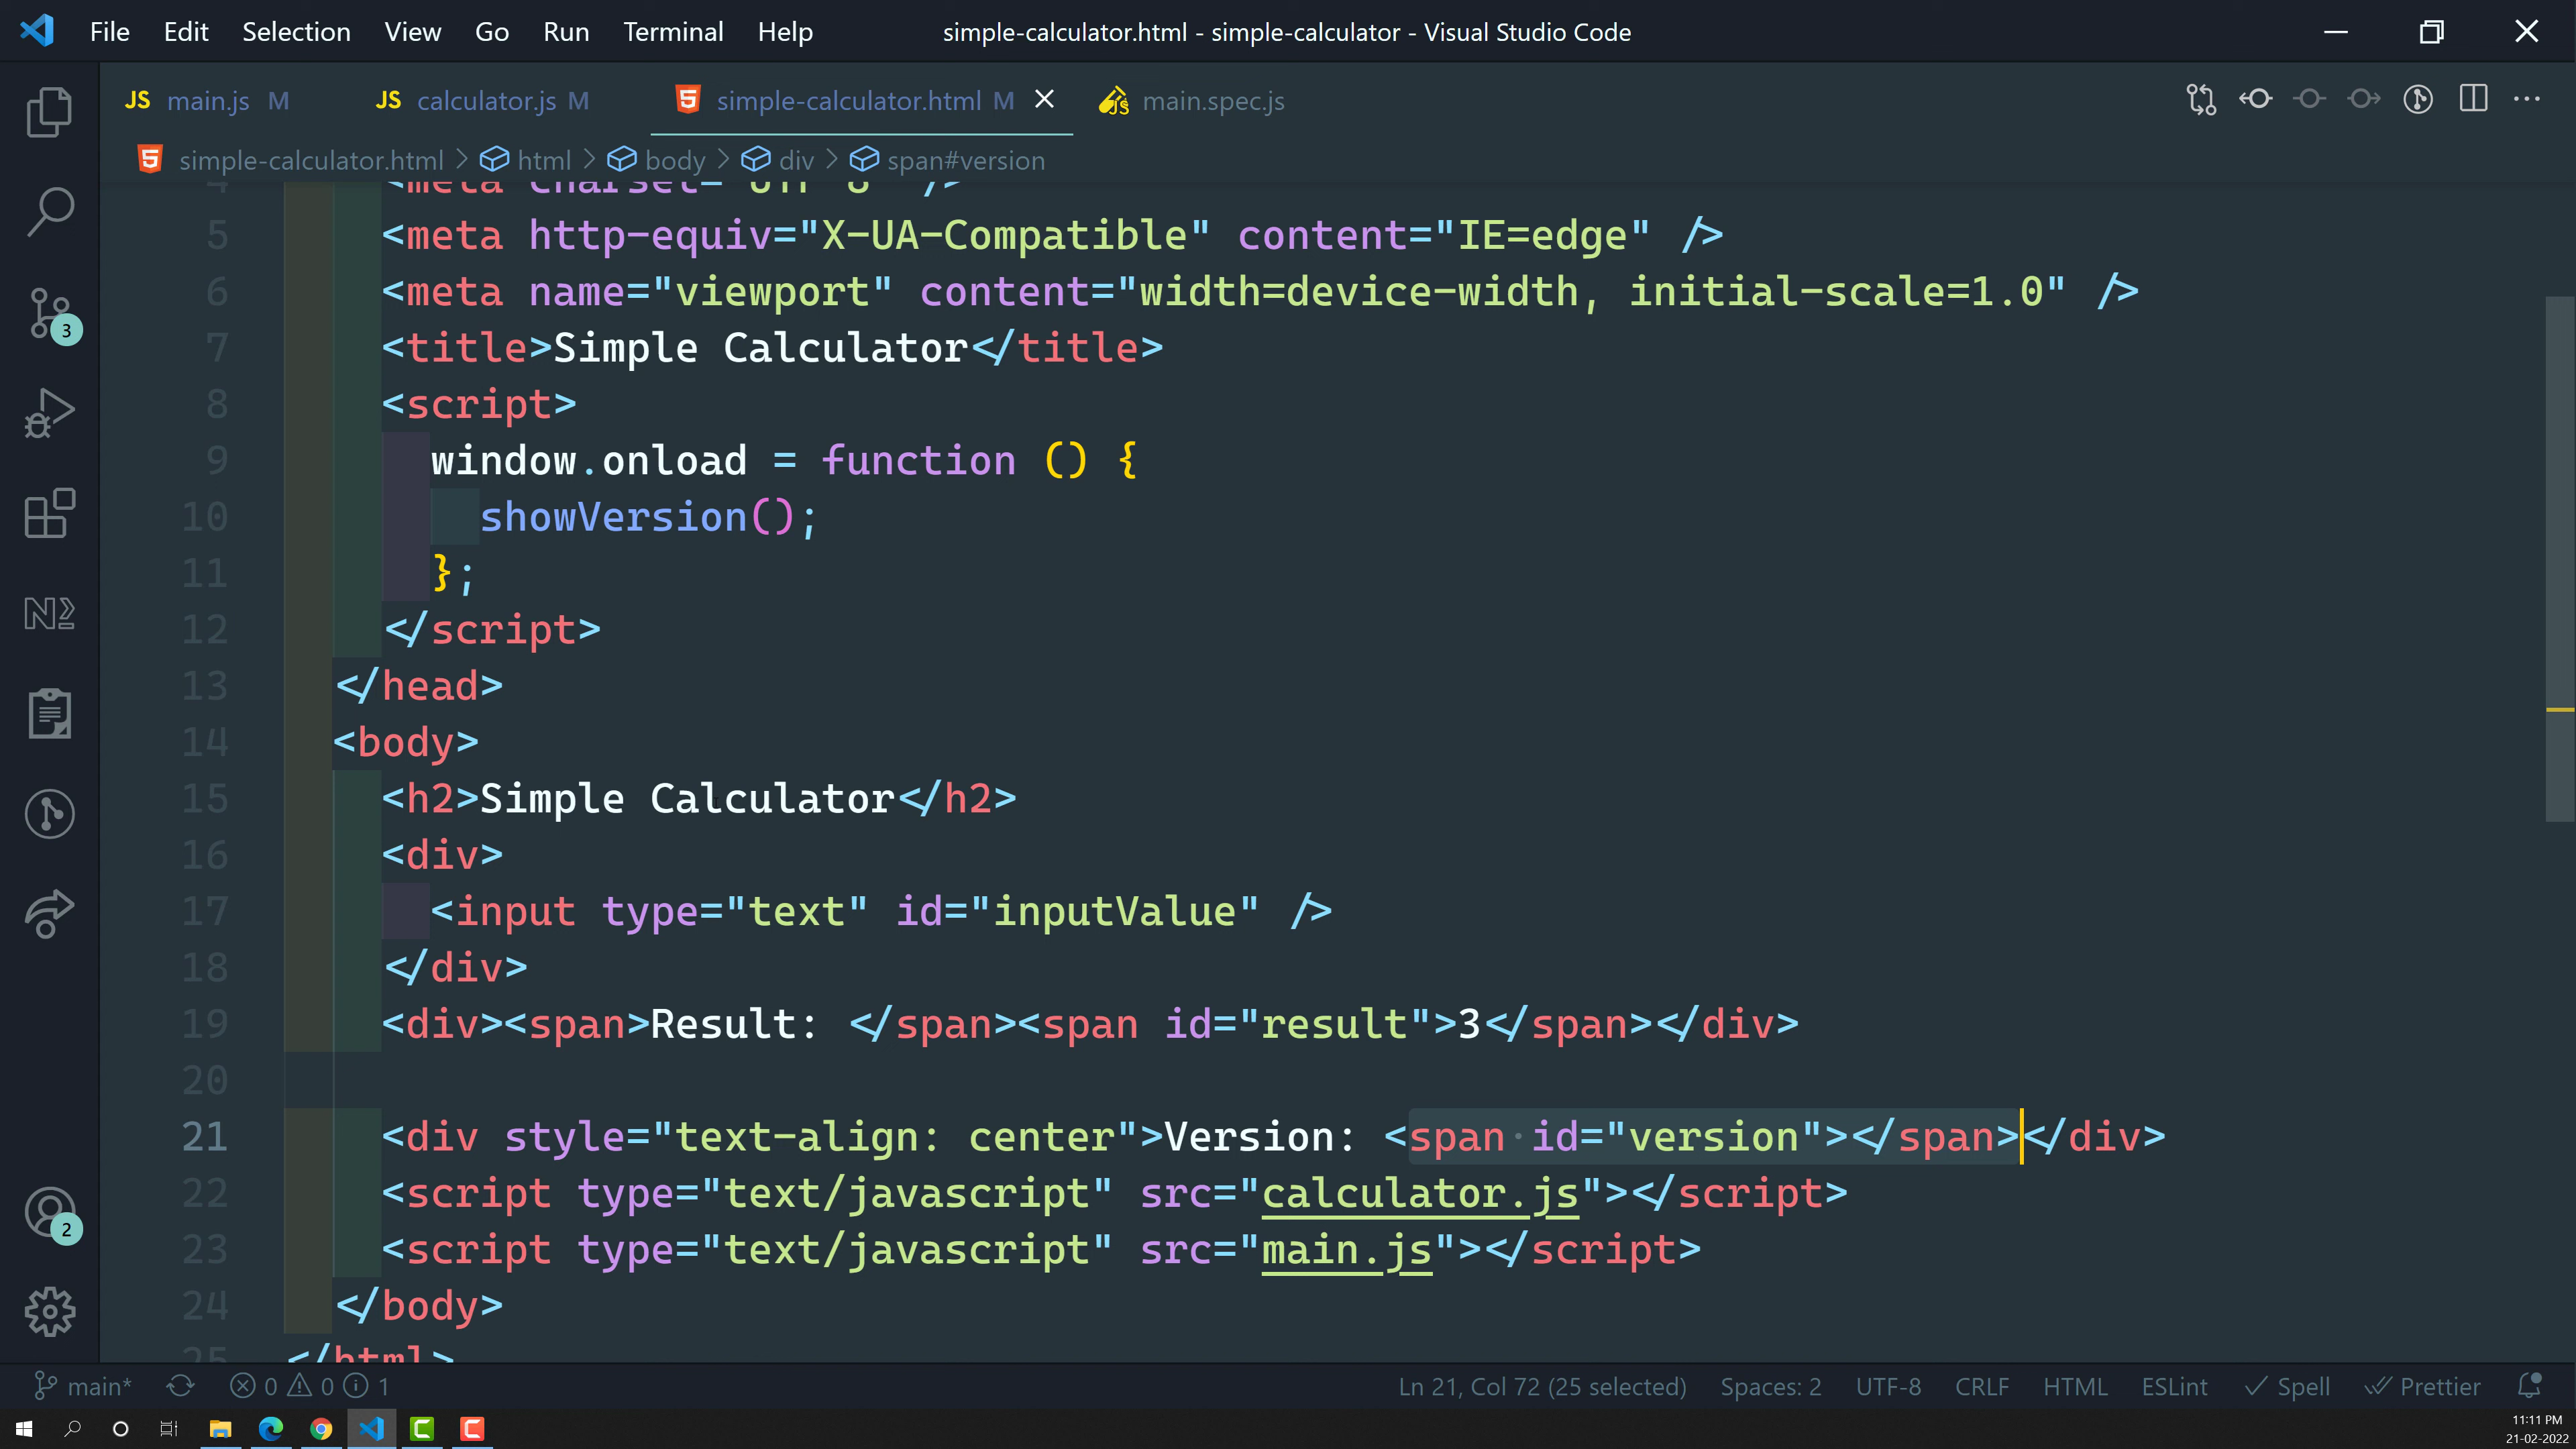 File Edit Selection View Go Run Terminal Help simple-calculator.html - simple-calculator - Visual Studio Code
JS main.js M JS calculator.js M simple-calculator.html M main.spec.js
simple-calculator.html > html > body > div > span#version
4 <meta charset="UTF-8" />
5 <meta http-equiv="X-UA-Compatible" content="IE=edge" />
6 <meta name="viewport" content="width=device-width, initial-scale=1.0" />
7 <title>Simple Calculator</title>
8 <script>
9 window.onload = function () {
10 showVersion();
11 };
12 </script>
13 </head>
14 <body>
15 <h2>Simple Calculator</h2>
16 <div>
17 <input type="text" id="inputValue" />
18 </div>
19 <div><span>Result: </span><span id="result">3</span></div>
20
21 <div style="text-align: center">Version: <span id="version"></span></div>
22 <script type="text/javascript" src="calculator.js"></script>
23 <script type="text/javascript" src="main.js"></script>
24 </body>
25 </html>
3
2
main* 0 0 1 Ln 21, Col 72 (25 selected) Spaces: 2 UTF-8 CRLF HTML ESLint Spell Prettier
11:11 PM
21-02-2022